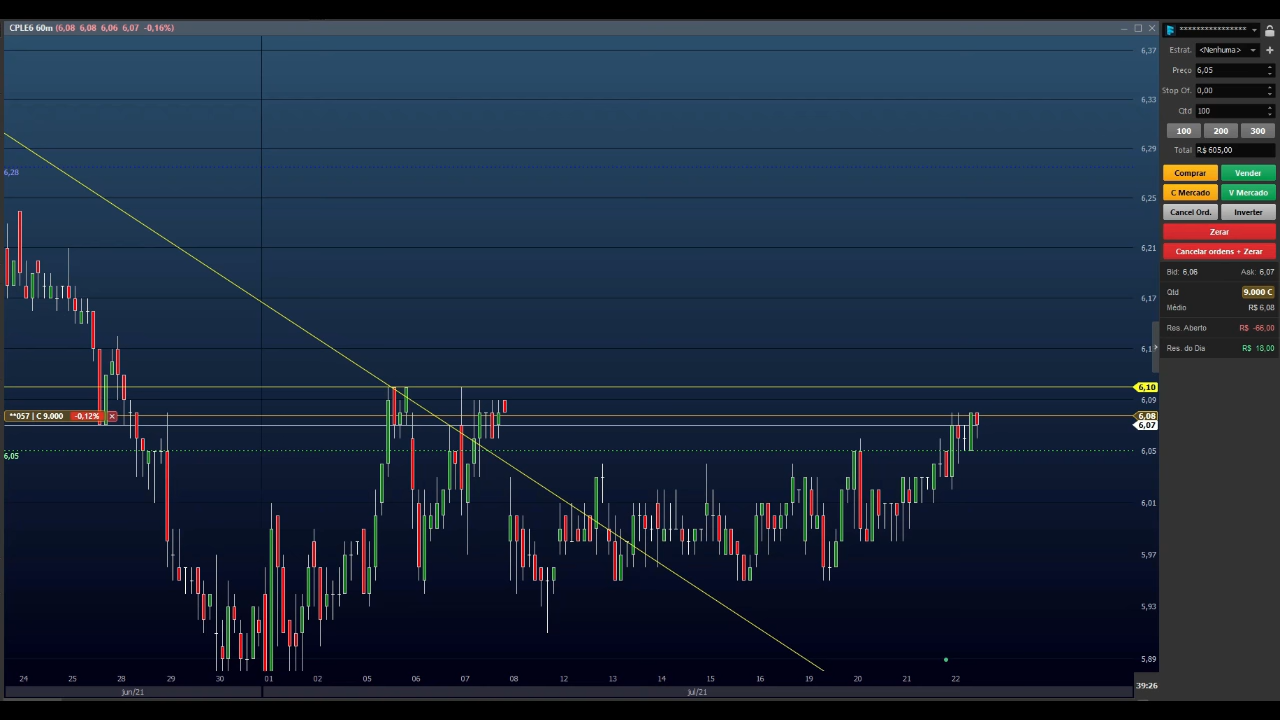 CPLE6 60m (6,08 6,08 6,06 6,07 -0,16%)
6,37
6,33
6,29
6,28
6,25
6,21
6,17
6,1
6,10
6,09
**057 | C 9.000 -0,12% ×
6,08
6,07
6,05
6,05
6,01
5,97
5,93
5,89
24 25 26 28 29 30 01 02 05 06 07 08 12 13 14 15 16 19 20 21 22
Jun/21 Jul/21
39:26
****************
Estrat. <Nenhuma> +
Preço 6,05
Stop Of. 0,00
Qtd 100
100 200 300
Total R$ 605,00
Comprar Vender
C Mercado V Mercado
Cancel Ord. Inverter
Zerar
Cancelar ordens + Zerar
Bid: 6,06 Ask: 6,07
Qtd 9.000 C
Médio R$ 6,08
Res. Aberto R$ -66,00
Res. do Dia R$ 18,00